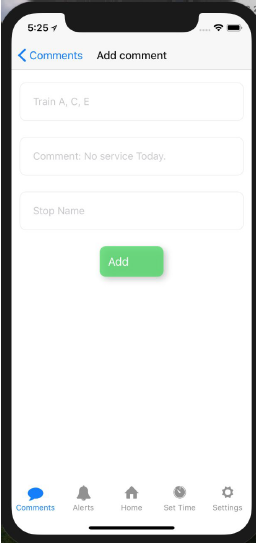 5:25
Comments Add comment
Train A, C, E
Comment: No service Today.
Stop Name
Add
Comments Alerts Home Set Time Settings